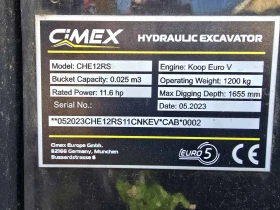 CIMEX HYDRAULIC EXCAVATOR
Model: CHE12RS Engine: Koop Euro V
Bucket Capacity: 0.025 m3 Operating Weight: 1200 kg
Rated Power: 11.6 hp Max Digging Depth: 1655 mm
Serial No.: Date: 05.2023
**052023CHE12RS11CNKEV*CAB*0002
Cimex Europe GmbH.
82166 Germany, Munchen
Bussardstrasse 5
EURO 5